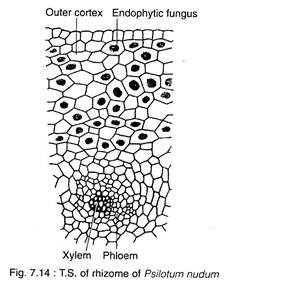 Outer cortex Endophytic fungus
Xylem Phloem
Fig. 7.14 : T.S. of rhizome of Psilotum nudum